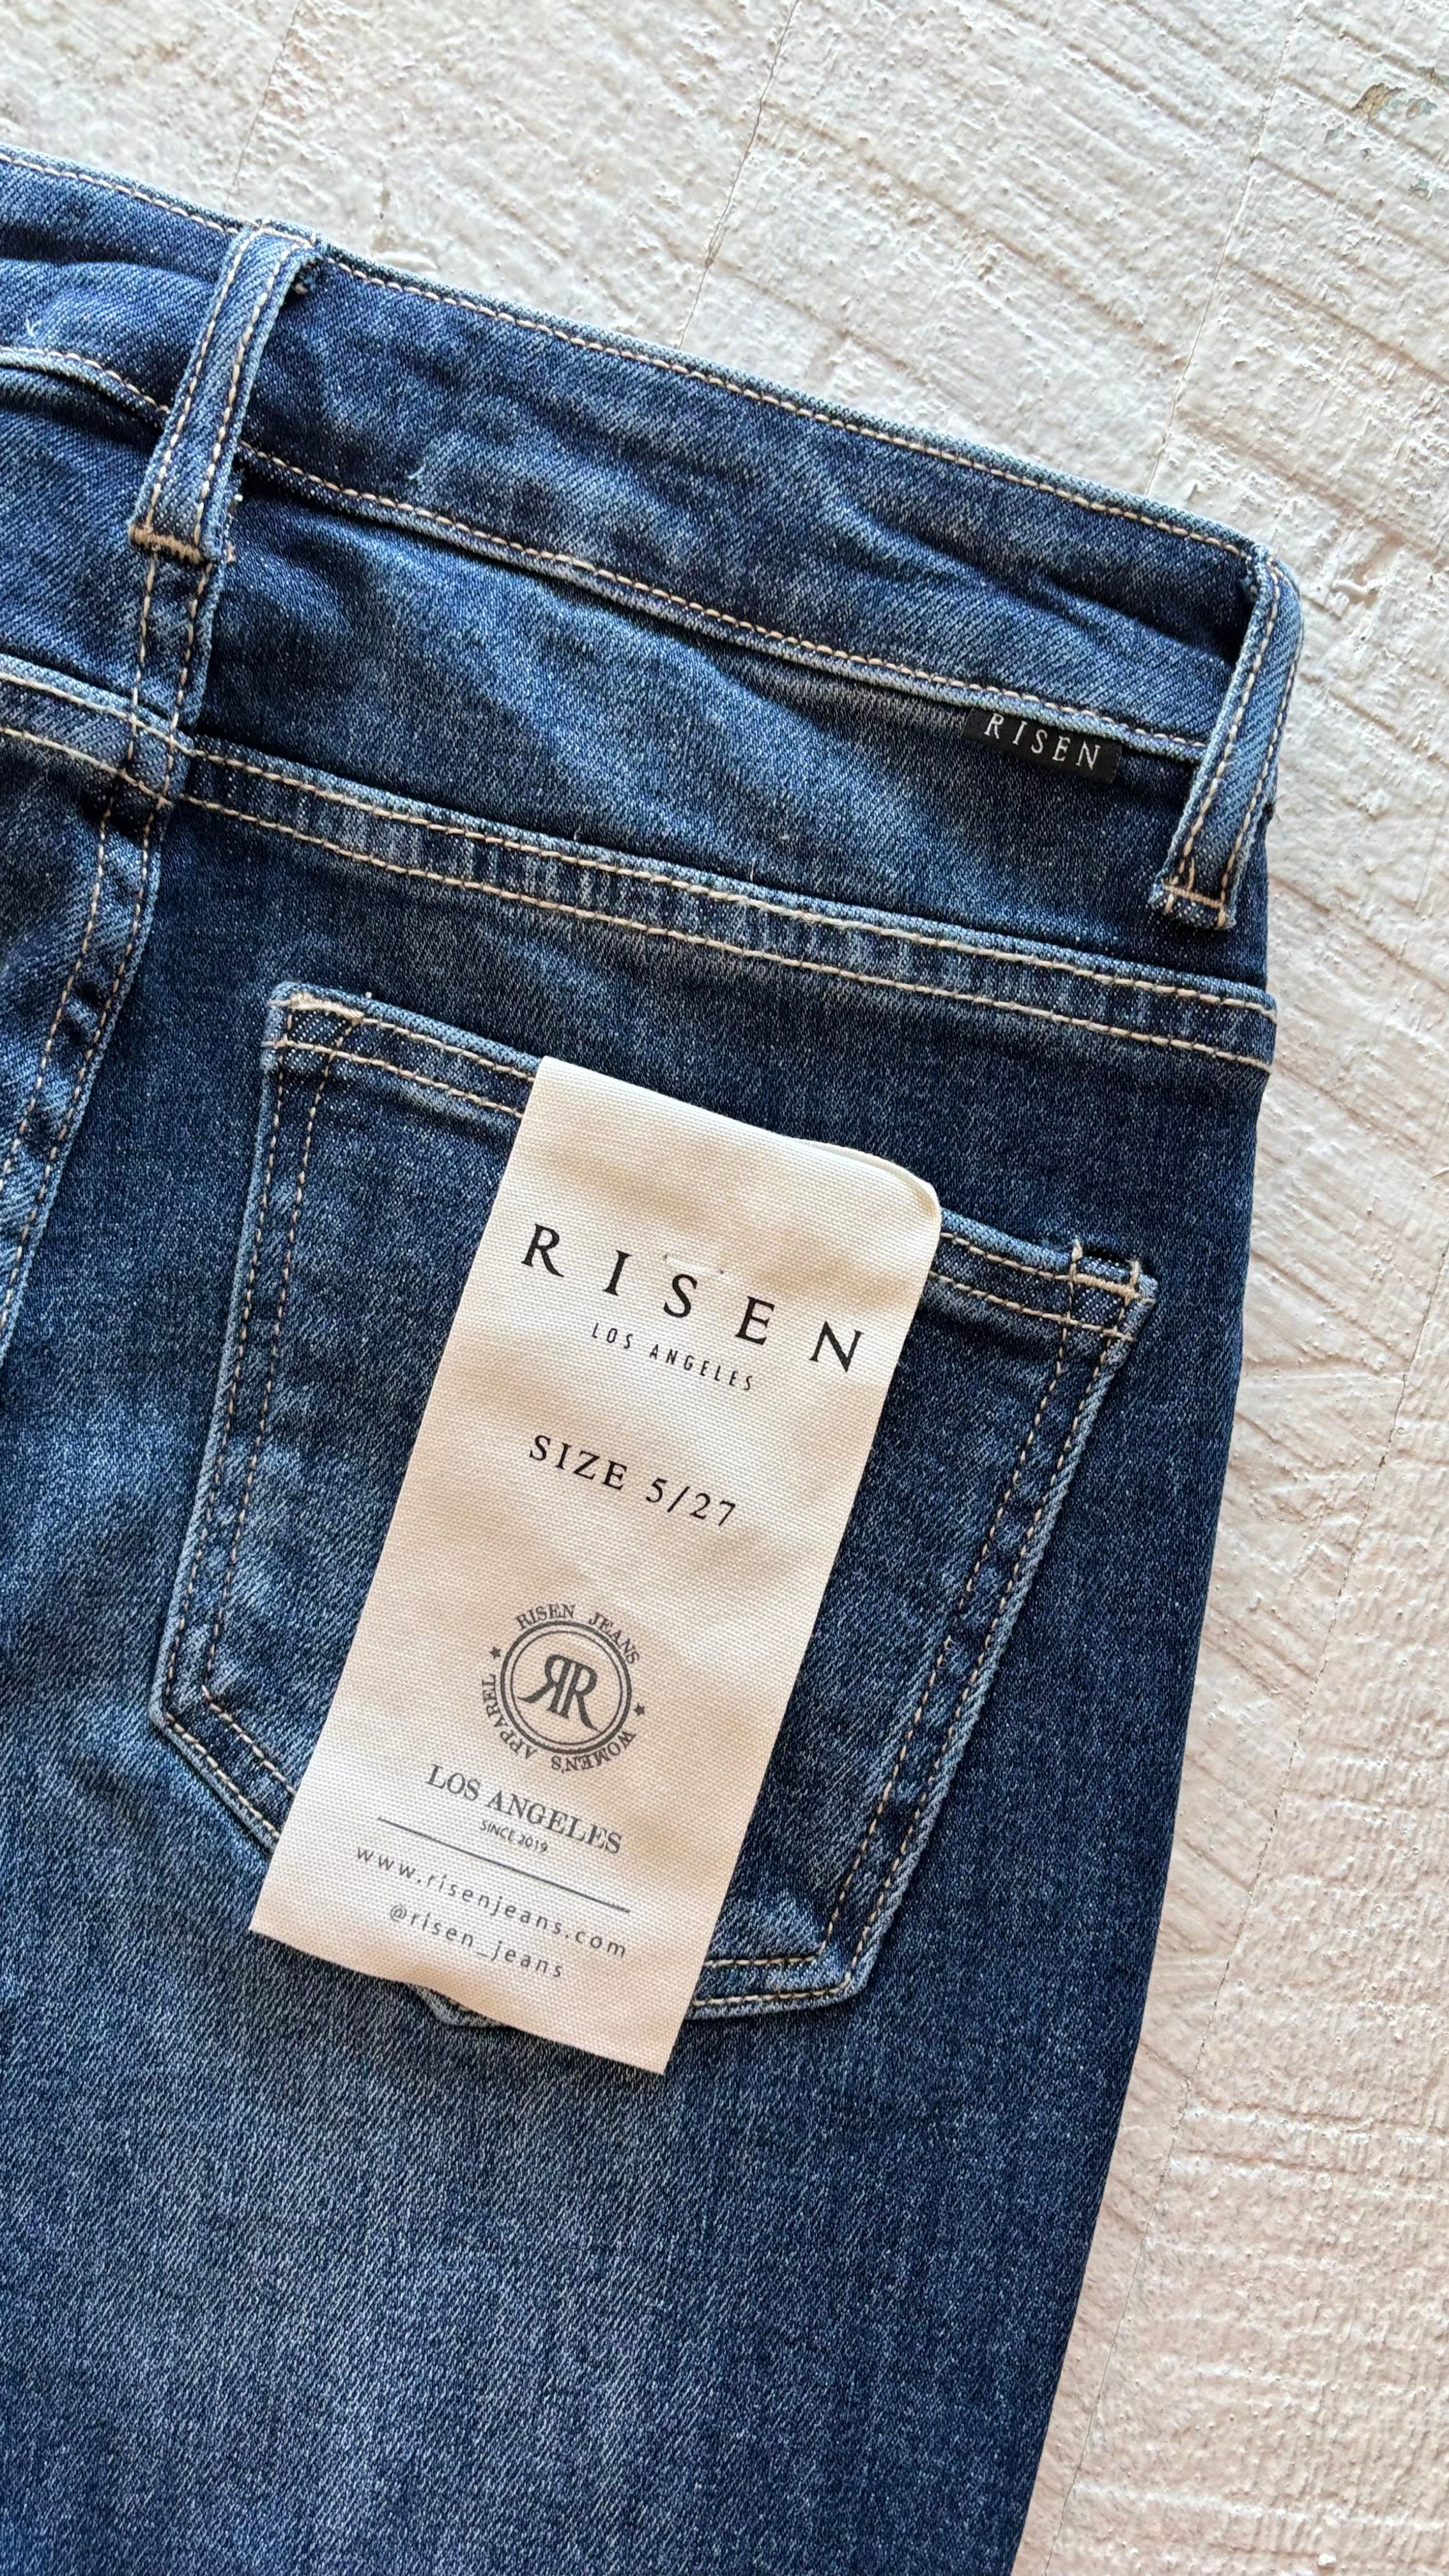 RISEN
RISEN
LOS ANGELES
SIZE 5/27
RISEN JEANS
RR
WOMEN'S APPAREL
LOS ANGELES
SINCE 2019
www.risenjeans.com
@risen_jeans